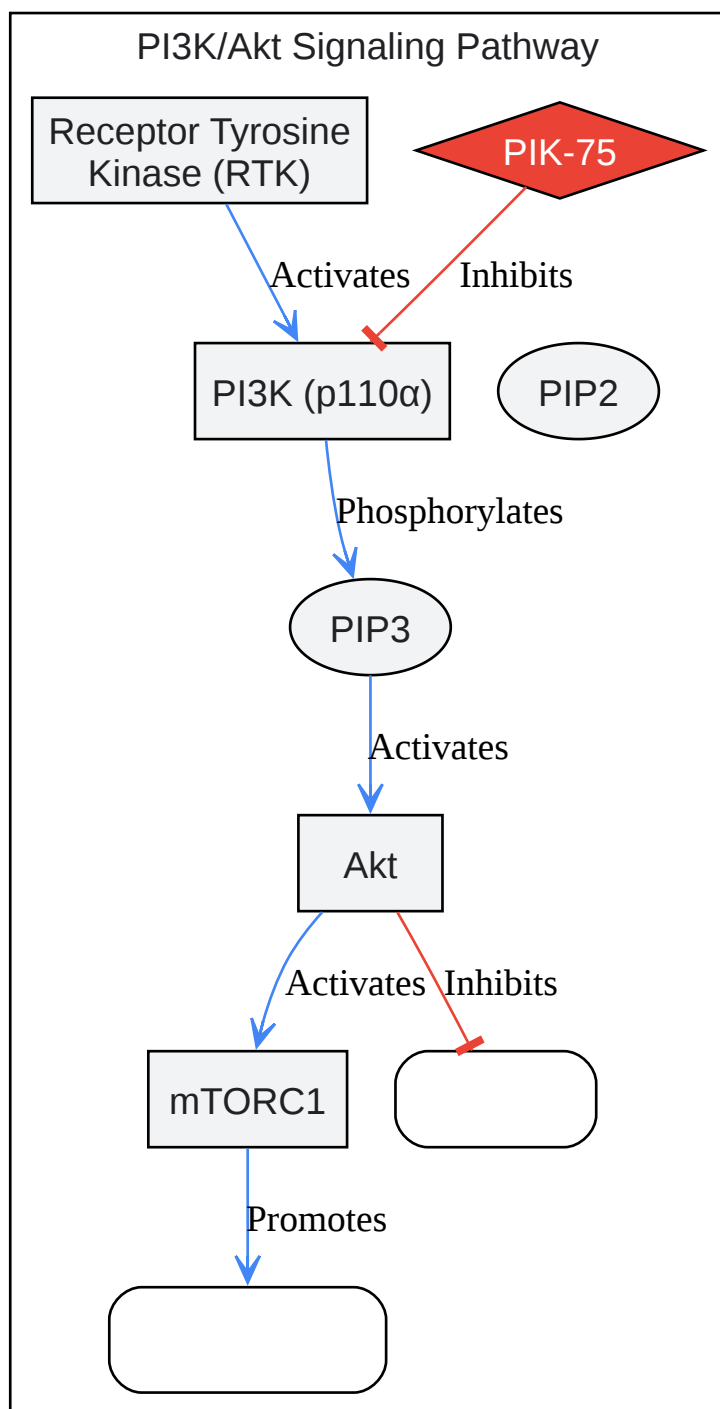 PI3K/Akt Signaling Pathway
Receptor Tyrosine
Kinase (RTK)
PIK-75
Activates
Inhibits
PI3K (p110α)
PIP2
Phosphorylates
PIP3
Activates
Akt
Activates
Inhibits
mTORC1
Promotes